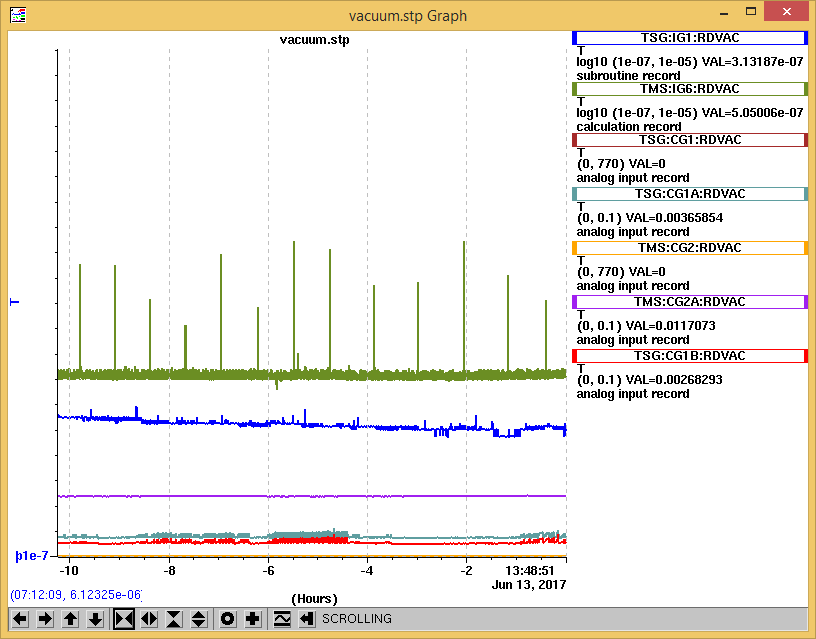 vacuum.stp Graph
vacuum.stp
TSG:IG1:RDVAC
T
log10 (1e-07, 1e-05) VAL=3.13187e-07
subroutine record
TMS:IG6:RDVAC
T
log10 (1e-07, 1e-05) VAL=5.05006e-07
calculation record
TSG:CG1:RDVAC
T
(0, 770) VAL=0
analog input record
TSG:CG1A:RDVAC
T
(0, 0.1) VAL=0.00365854
analog input record
TMS:CG2:RDVAC
T
(0, 770) VAL=0
analog input record
TMS:CG2A:RDVAC
T
(0, 0.1) VAL=0.0117073
analog input record
TSG:CG1B:RDVAC
T
(0, 0.1) VAL=0.00268293
analog input record
T
1e-7
-10 -8 -6 -4 -2 13:48:51
Jun 13, 2017
(Hours)
(07:12:09, 6.12325e-06)
SCROLLING